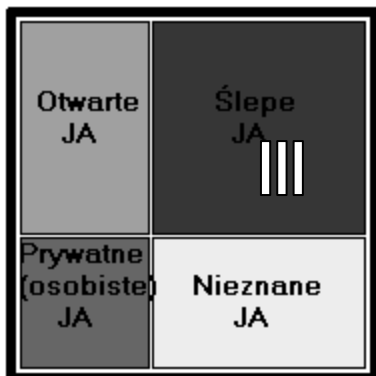 Otwarte
JA
Ślepe
JA
Prywatne
(osobiste)
JA
Nieznane
JA